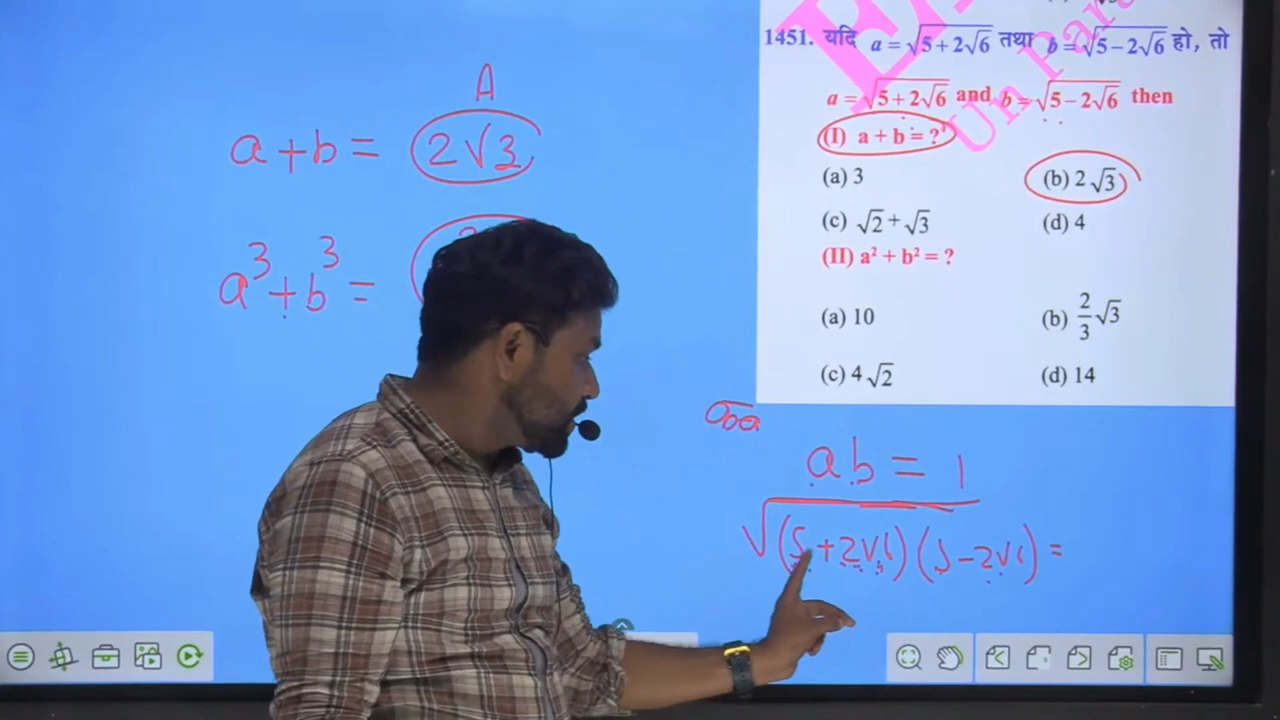 1451. यदि a = √5+2√6 तथा b = √5−2√6 हो, तो
a = √5+2√6 and b = √5−2√6 then
(I) a + b = ?
(a) 3
(b) 2√3
(c) √2 + √3
(d) 4
(II) a² + b² = ?
(a) 10
(b) 2/3 √3
(c) 4√2
(d) 14
A
a + b = 2√3
a³ + b³ =
ab = 1
√(5+2√6)(5−2√6) =